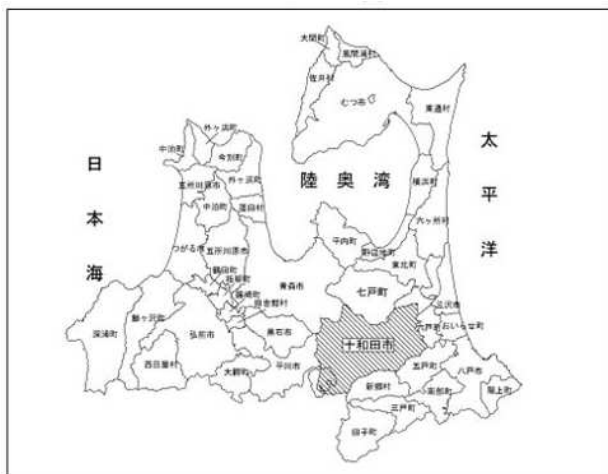 大間町
風間浦村
佐井村
むつ市
東通村
外ヶ浜町
中泊町
今別町
外ヶ浜町
五所川原市
中泊町
蓬田村
日本海
陸奥湾
太平洋
横浜町
六ヶ所村
平内町
野辺地町
東北町
つがる市
五所川原市
鶴田町
板柳町
藤崎町
田舎館村
青森市
七戸町
三沢市
六戸町
おいらせ町
深浦町
鰺ヶ沢町
弘前市
黒石市
十和田市
西目屋村
大鰐町
平川市
五戸町
八戸市
新郷村
南部町
階上町
三戸町
田子町